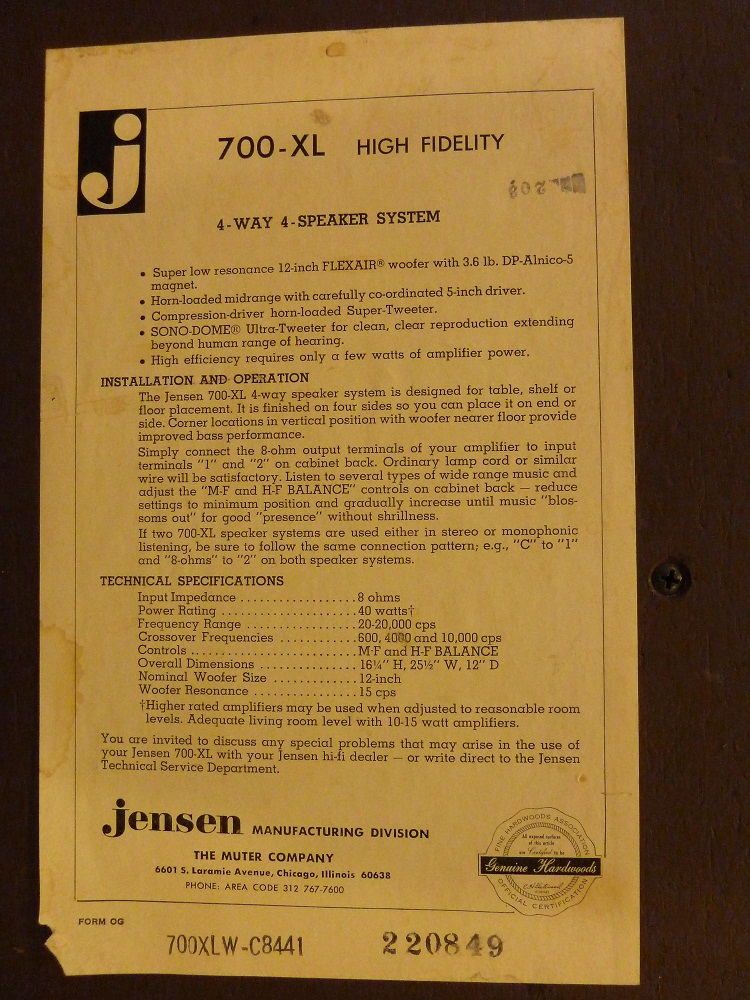 j
700-XL HIGH FIDELITY
4-WAY 4-SPEAKER SYSTEM
• Super low resonance 12-inch FLEXAIR® woofer with 3.6 lb. DP-Alnico-5
magnet.
• Horn-loaded midrange with carefully co-ordinated 5-inch driver.
• Compression-driver horn-loaded Super-Tweeter.
• SONO-DOME® Ultra-Tweeter for clean, clear reproduction extending
beyond human range of hearing.
• High efficiency requires only a few watts of amplifier power.
INSTALLATION AND OPERATION
The Jensen 700-XL 4-way speaker system is designed for table, shelf or
floor placement. It is finished on four sides so you can place it on end or
side. Corner locations in vertical position with woofer nearer floor provide
improved bass performance.
Simply connect the 8-ohm output terminals of your amplifier to input
terminals "1" and "2" on cabinet back. Ordinary lamp cord or similar
wire will be satisfactory. Listen to several types of wide range music and
adjust the "M-F and H-F BALANCE" controls on cabinet back — reduce
settings to minimum position and gradually increase until music "blos-
soms out" for good "presence" without shrillness.
If two 700-XL speaker systems are used either in stereo or monophonic
listening, be sure to follow the same connection pattern; e.g., "C" to "1"
and "8-ohms" to "2" on both speaker systems.
TECHNICAL SPECIFICATIONS
Input Impedance .................. 8 ohms
Power Rating ..................... 40 watts†
Frequency Range ................. 20-20,000 cps
Crossover Frequencies ............ 600, 4000 and 10,000 cps
Controls ......................... M-F and H-F BALANCE
Overall Dimensions ............... 16¼" H, 25½" W, 12" D
Nominal Woofer Size .............. 12-inch
Woofer Resonance ................ 15 cps
†Higher rated amplifiers may be used when adjusted to reasonable room
levels. Adequate living room level with 10-15 watt amplifiers.
You are invited to discuss any special problems that may arise in the use of
your Jensen 700-XL with your Jensen hi-fi dealer — or write direct to the Jensen
Technical Service Department.
jensen MANUFACTURING DIVISION
THE MUTER COMPANY
6601 S. Laramie Avenue, Chicago, Illinois 60638
PHONE: AREA CODE 312 767-7600
FINE HARDWOODS ASSOCIATION
All exposed surfaces
of this article
are Certified to be
Genuine Hardwoods
OFFICIAL CERTIFICATION
FORM OG
700XLW-C8441 220849